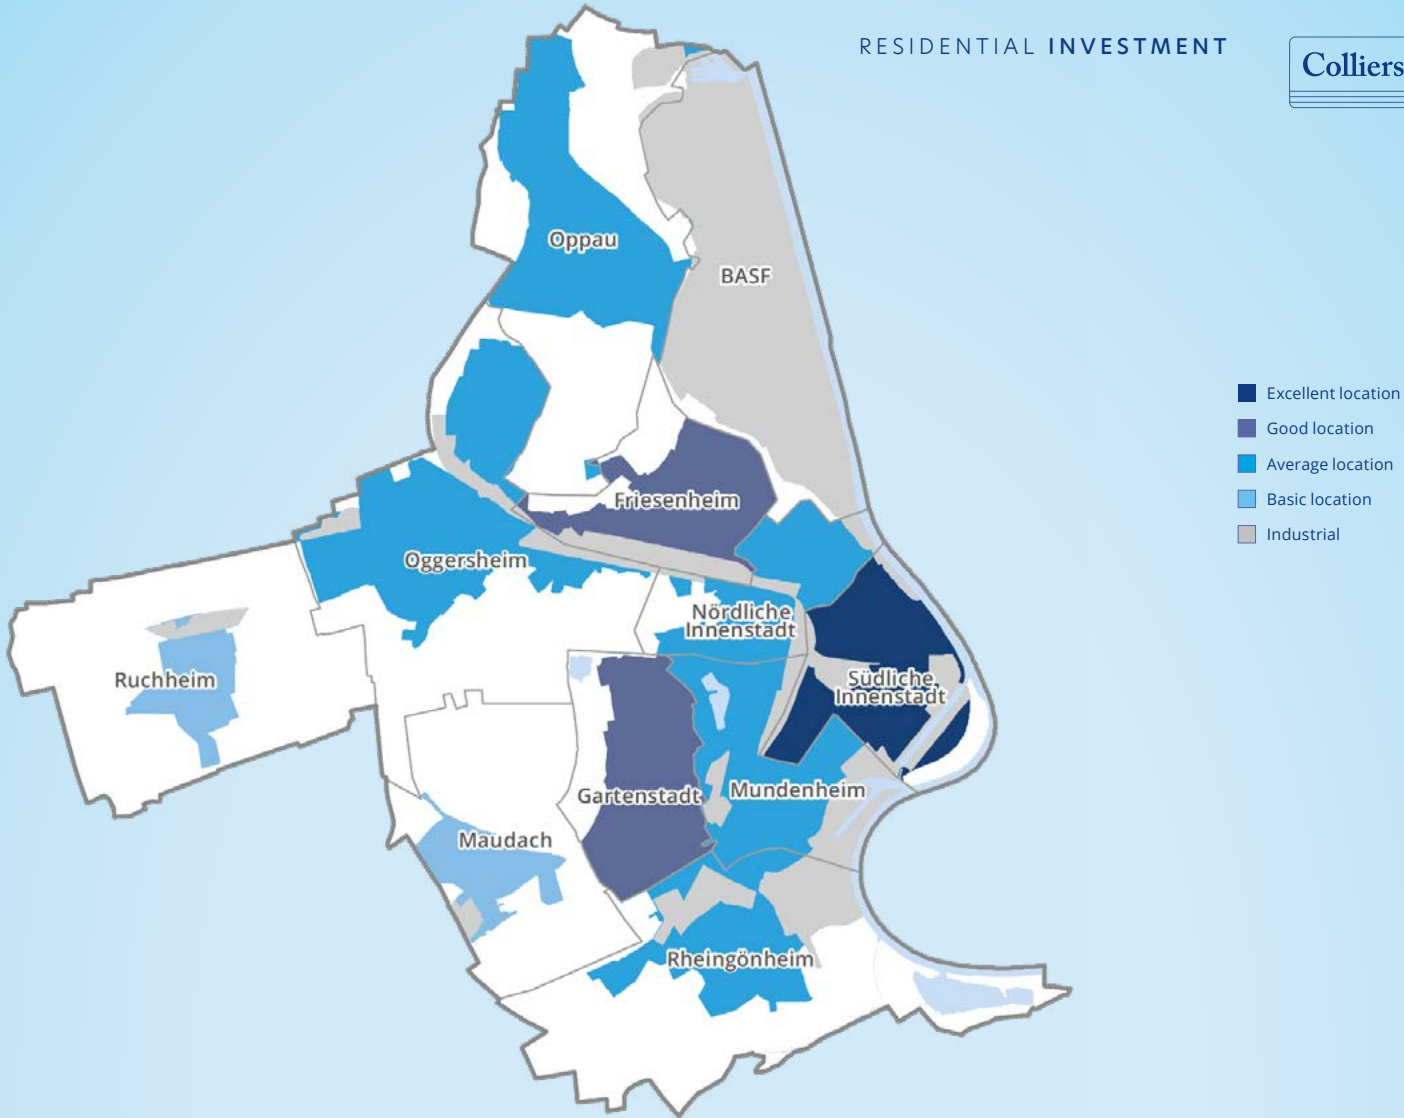 RESIDENTIAL INVESTMENT
Colliers
Oppau
BASF
Excellent location
Good location
Average location
Basic location
Industrial
Friesenheim
Oggersheim
Nördliche
Innenstadt
Ruchheim
Südliche
Innenstadt
Gartenstadt
Mundenheim
Maudach
Rheingönheim